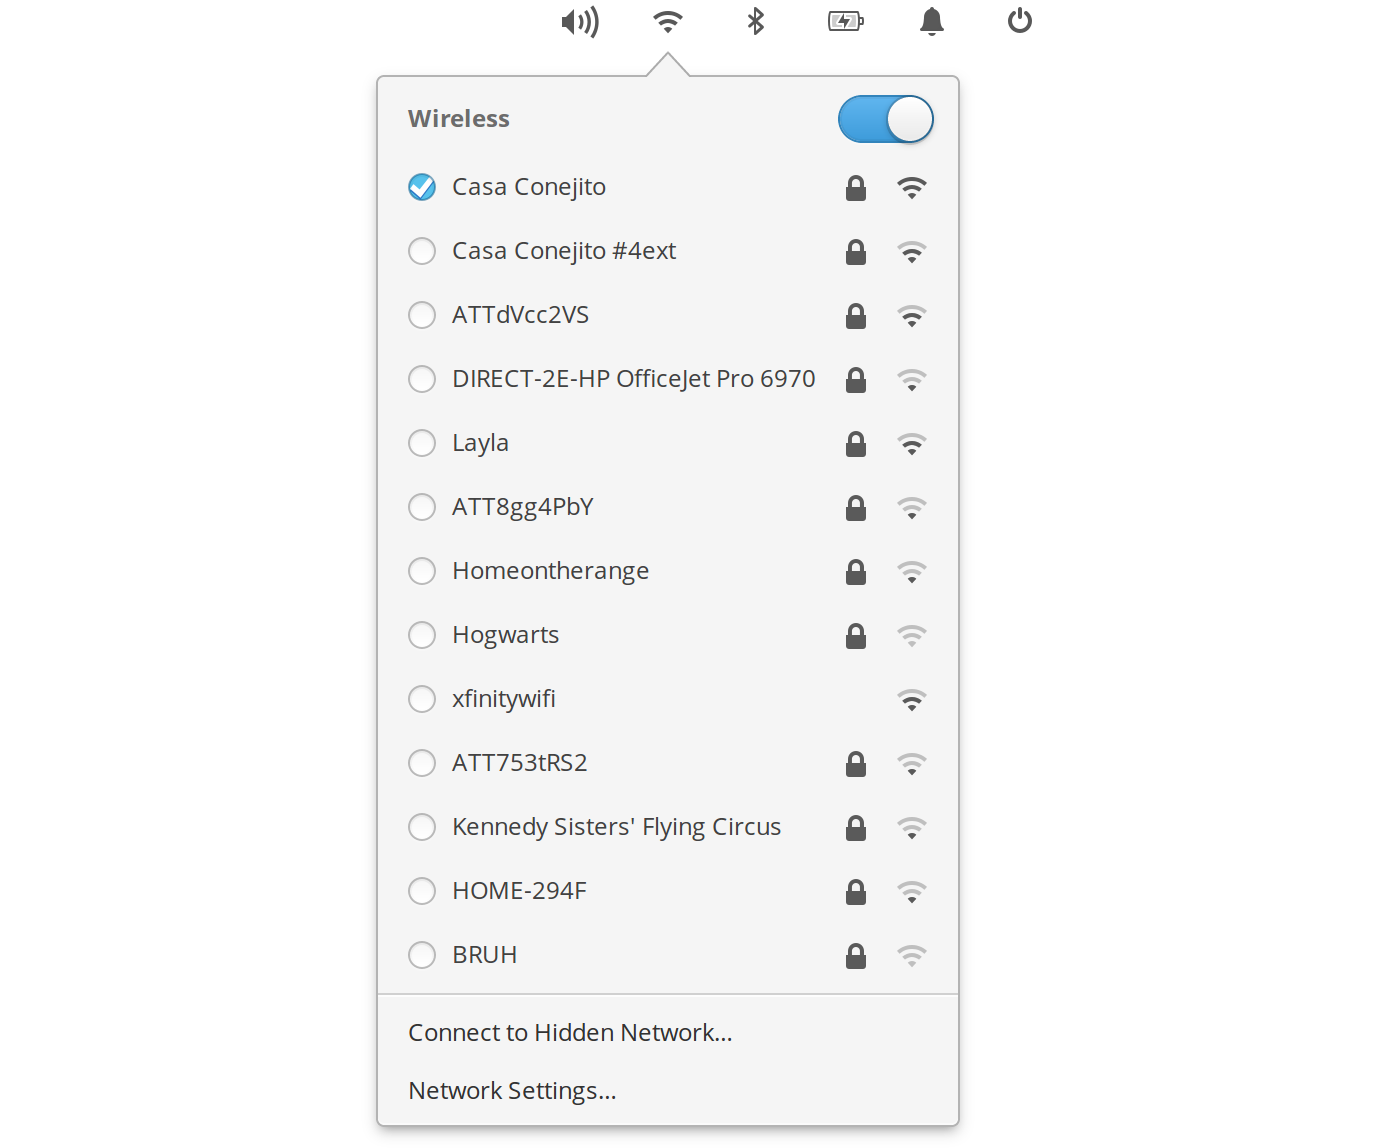 Wireless
Casa Conejito
Casa Conejito #4ext
ATTdVcc2VS
DIRECT-2E-HP OfficeJet Pro 6970
Layla
ATT8gg4PbY
Homeontherange
Hogwarts
xfinitywifi
ATT753tRS2
Kennedy Sisters' Flying Circus
HOME-294F
BRUH
Connect to Hidden Network…
Network Settings…